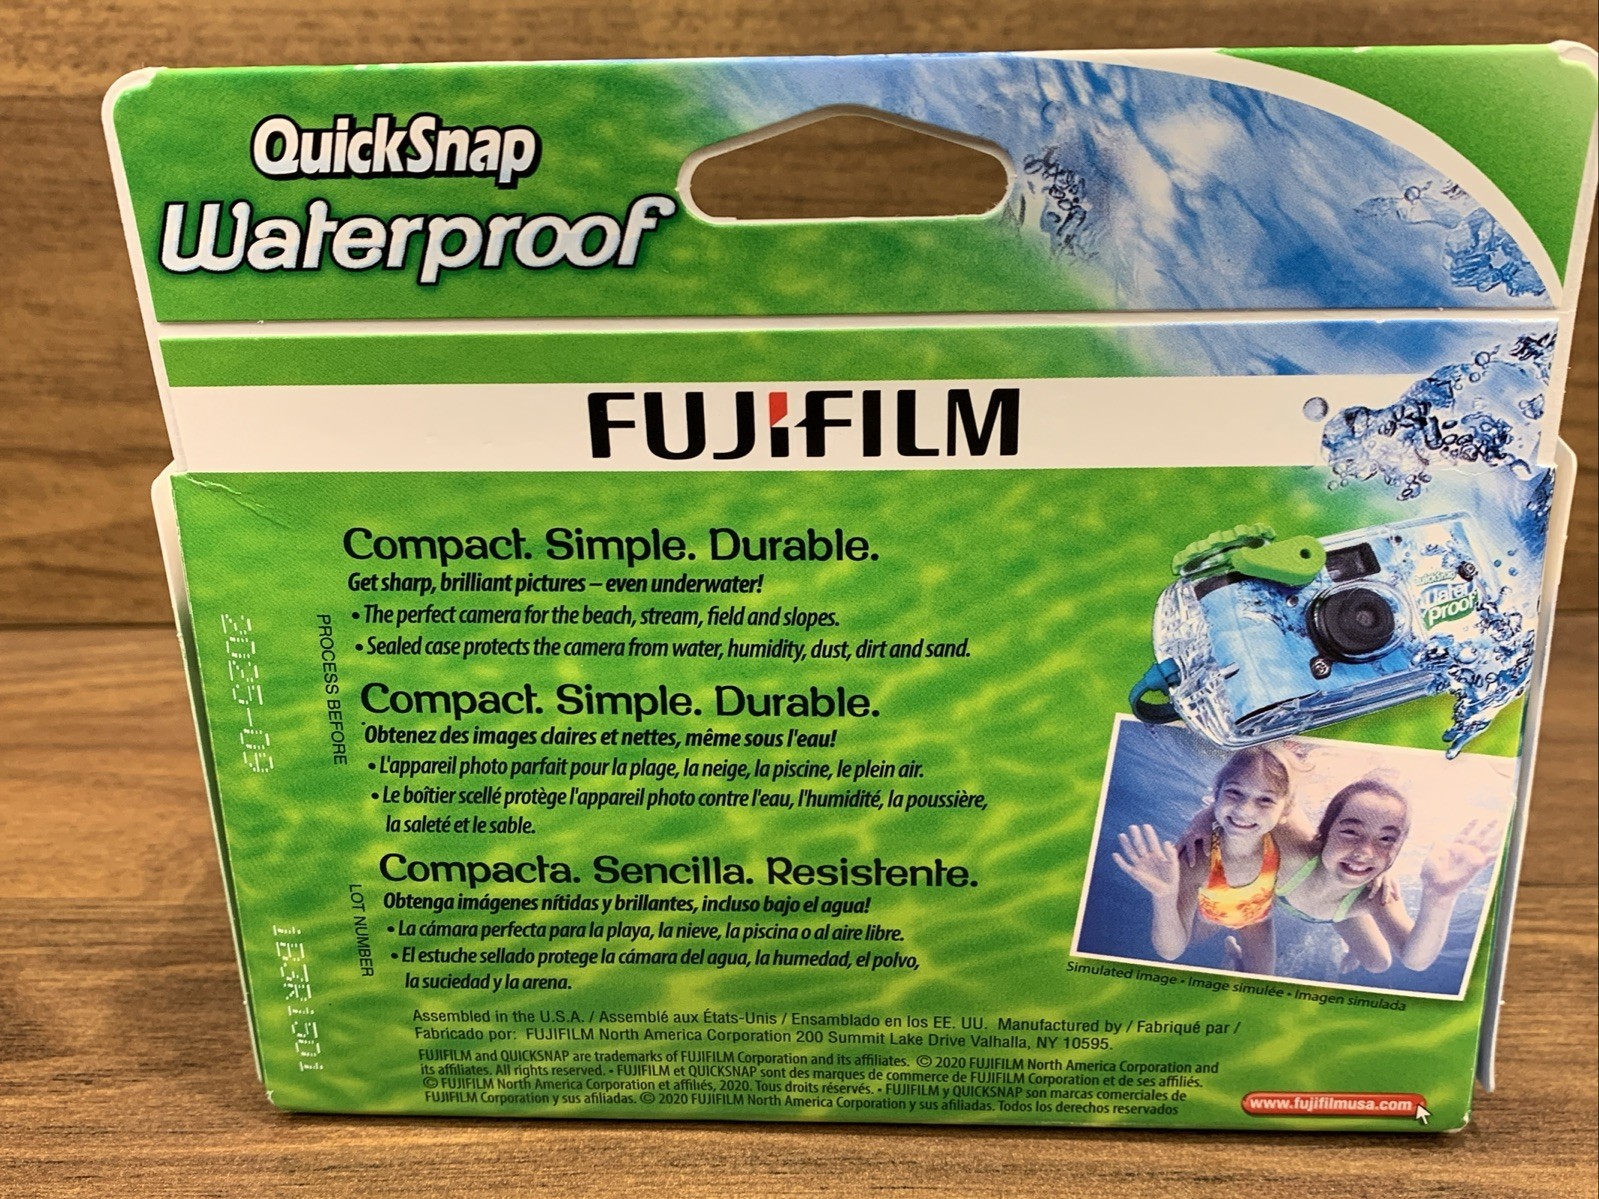 QuickSnap
Waterproof
FUJIFILM
Compact. Simple. Durable.
Get sharp, brilliant pictures – even underwater!
• The perfect camera for the beach, stream, field and slopes.
• Sealed case protects the camera from water, humidity, dust, dirt and sand.
Compact. Simple. Durable.
Obtenez des images claires et nettes, même sous l'eau!
• L'appareil photo parfait pour la plage, la neige, la piscine, le plein air.
• Le boîtier scellé protège l'appareil photo contre l'eau, l'humidité, la poussière,
la saleté et le sable.
Compacta. Sencilla. Resistente.
Obtenga imágenes nítidas y brillantes, incluso bajo el agua!
• La cámara perfecta para la playa, la nieve, la piscina o al aire libre.
• El estuche sellado protege la cámara del agua, la humedad, el polvo,
la suciedad y la arena.
PROCESS BEFORE
LOT NUMBER
QuickSnap
Water
proof
Simulated image • Image simulée • Imagen simulada
Assembled in the U.S.A. / Assemblé aux États-Unis / Ensamblado en los EE. UU. Manufactured by / Fabriqué par /
Fabricado por: FUJIFILM North America Corporation 200 Summit Lake Drive Valhalla, NY 10595.
FUJIFILM and QUICKSNAP are trademarks of FUJIFILM Corporation and its affiliates. © 2020 FUJIFILM North America Corporation and
its affiliates. All rights reserved. • FUJIFILM et QUICKSNAP sont des marques de commerce de FUJIFILM Corporation et de ses affiliés.
© FUJIFILM North America Corporation et affiliés, 2020. Tous droits réservés. • FUJIFILM y QUICKSNAP son marcas comerciales de
FUJIFILM Corporation y sus afiliadas. © 2020 FUJIFILM North America Corporation y sus afiliadas. Todos los derechos reservados
www.fujifilmusa.com